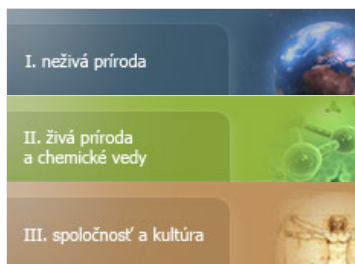 I. neživá príroda
II. živá príroda
a chemické vedy
III. spoločnosť a kultúra